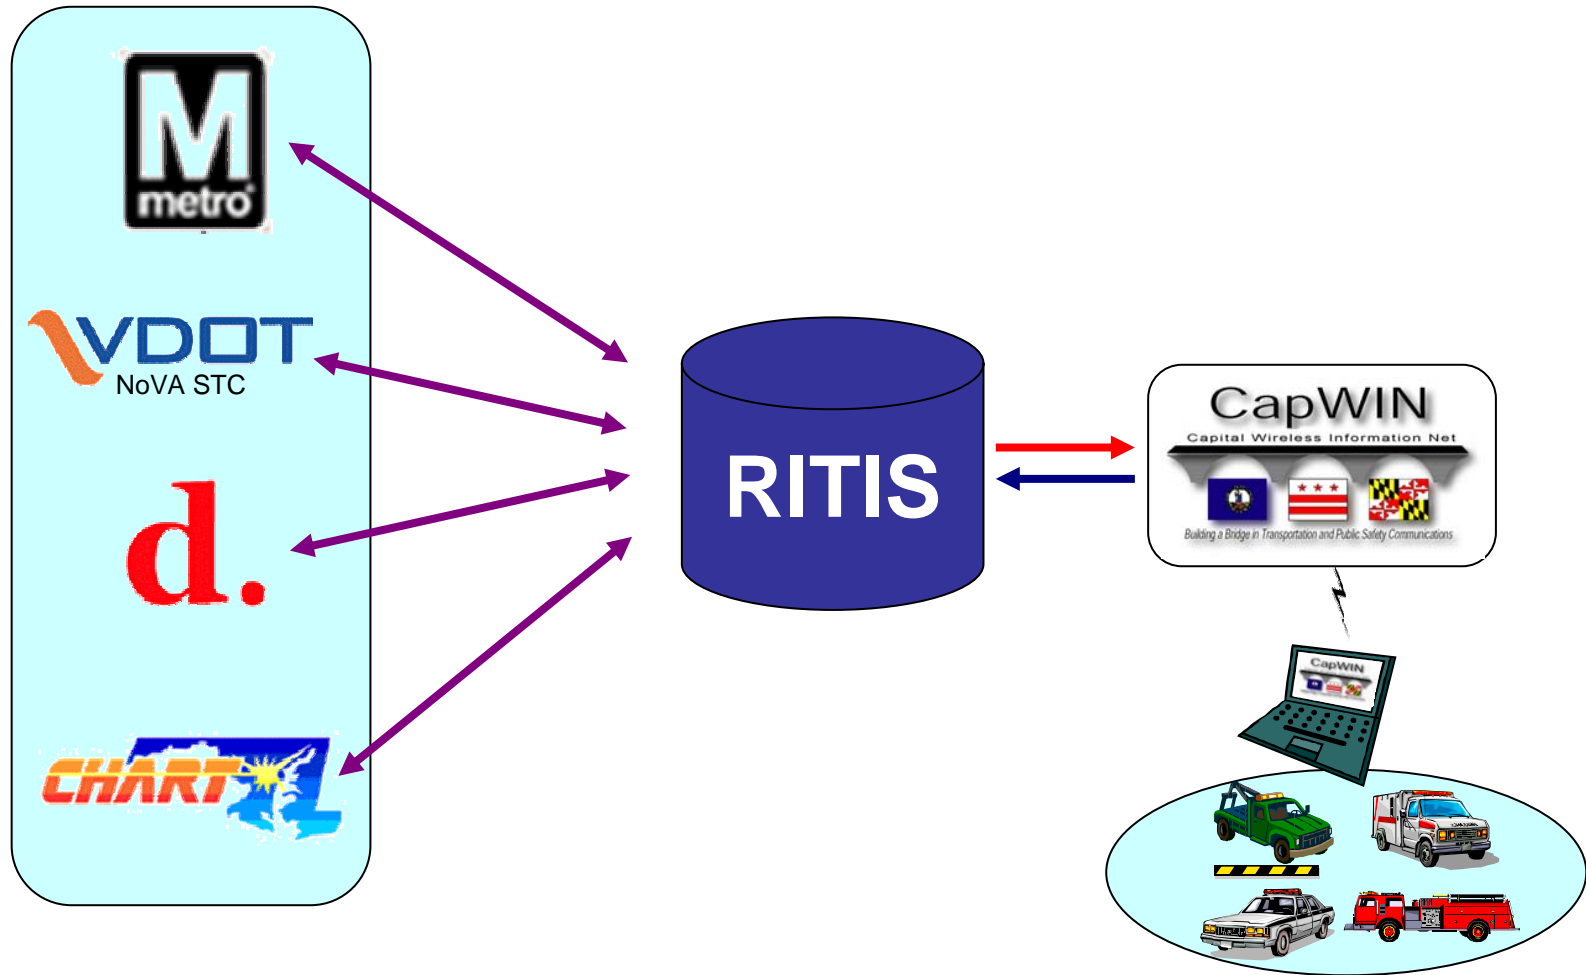 M
metro
VDOT
NoVA STC
d.
CHART
RITIS
CapWIN
Capital Wireless Information Net
Building a Bridge in Transportation and Public Safety Communications
CapWIN